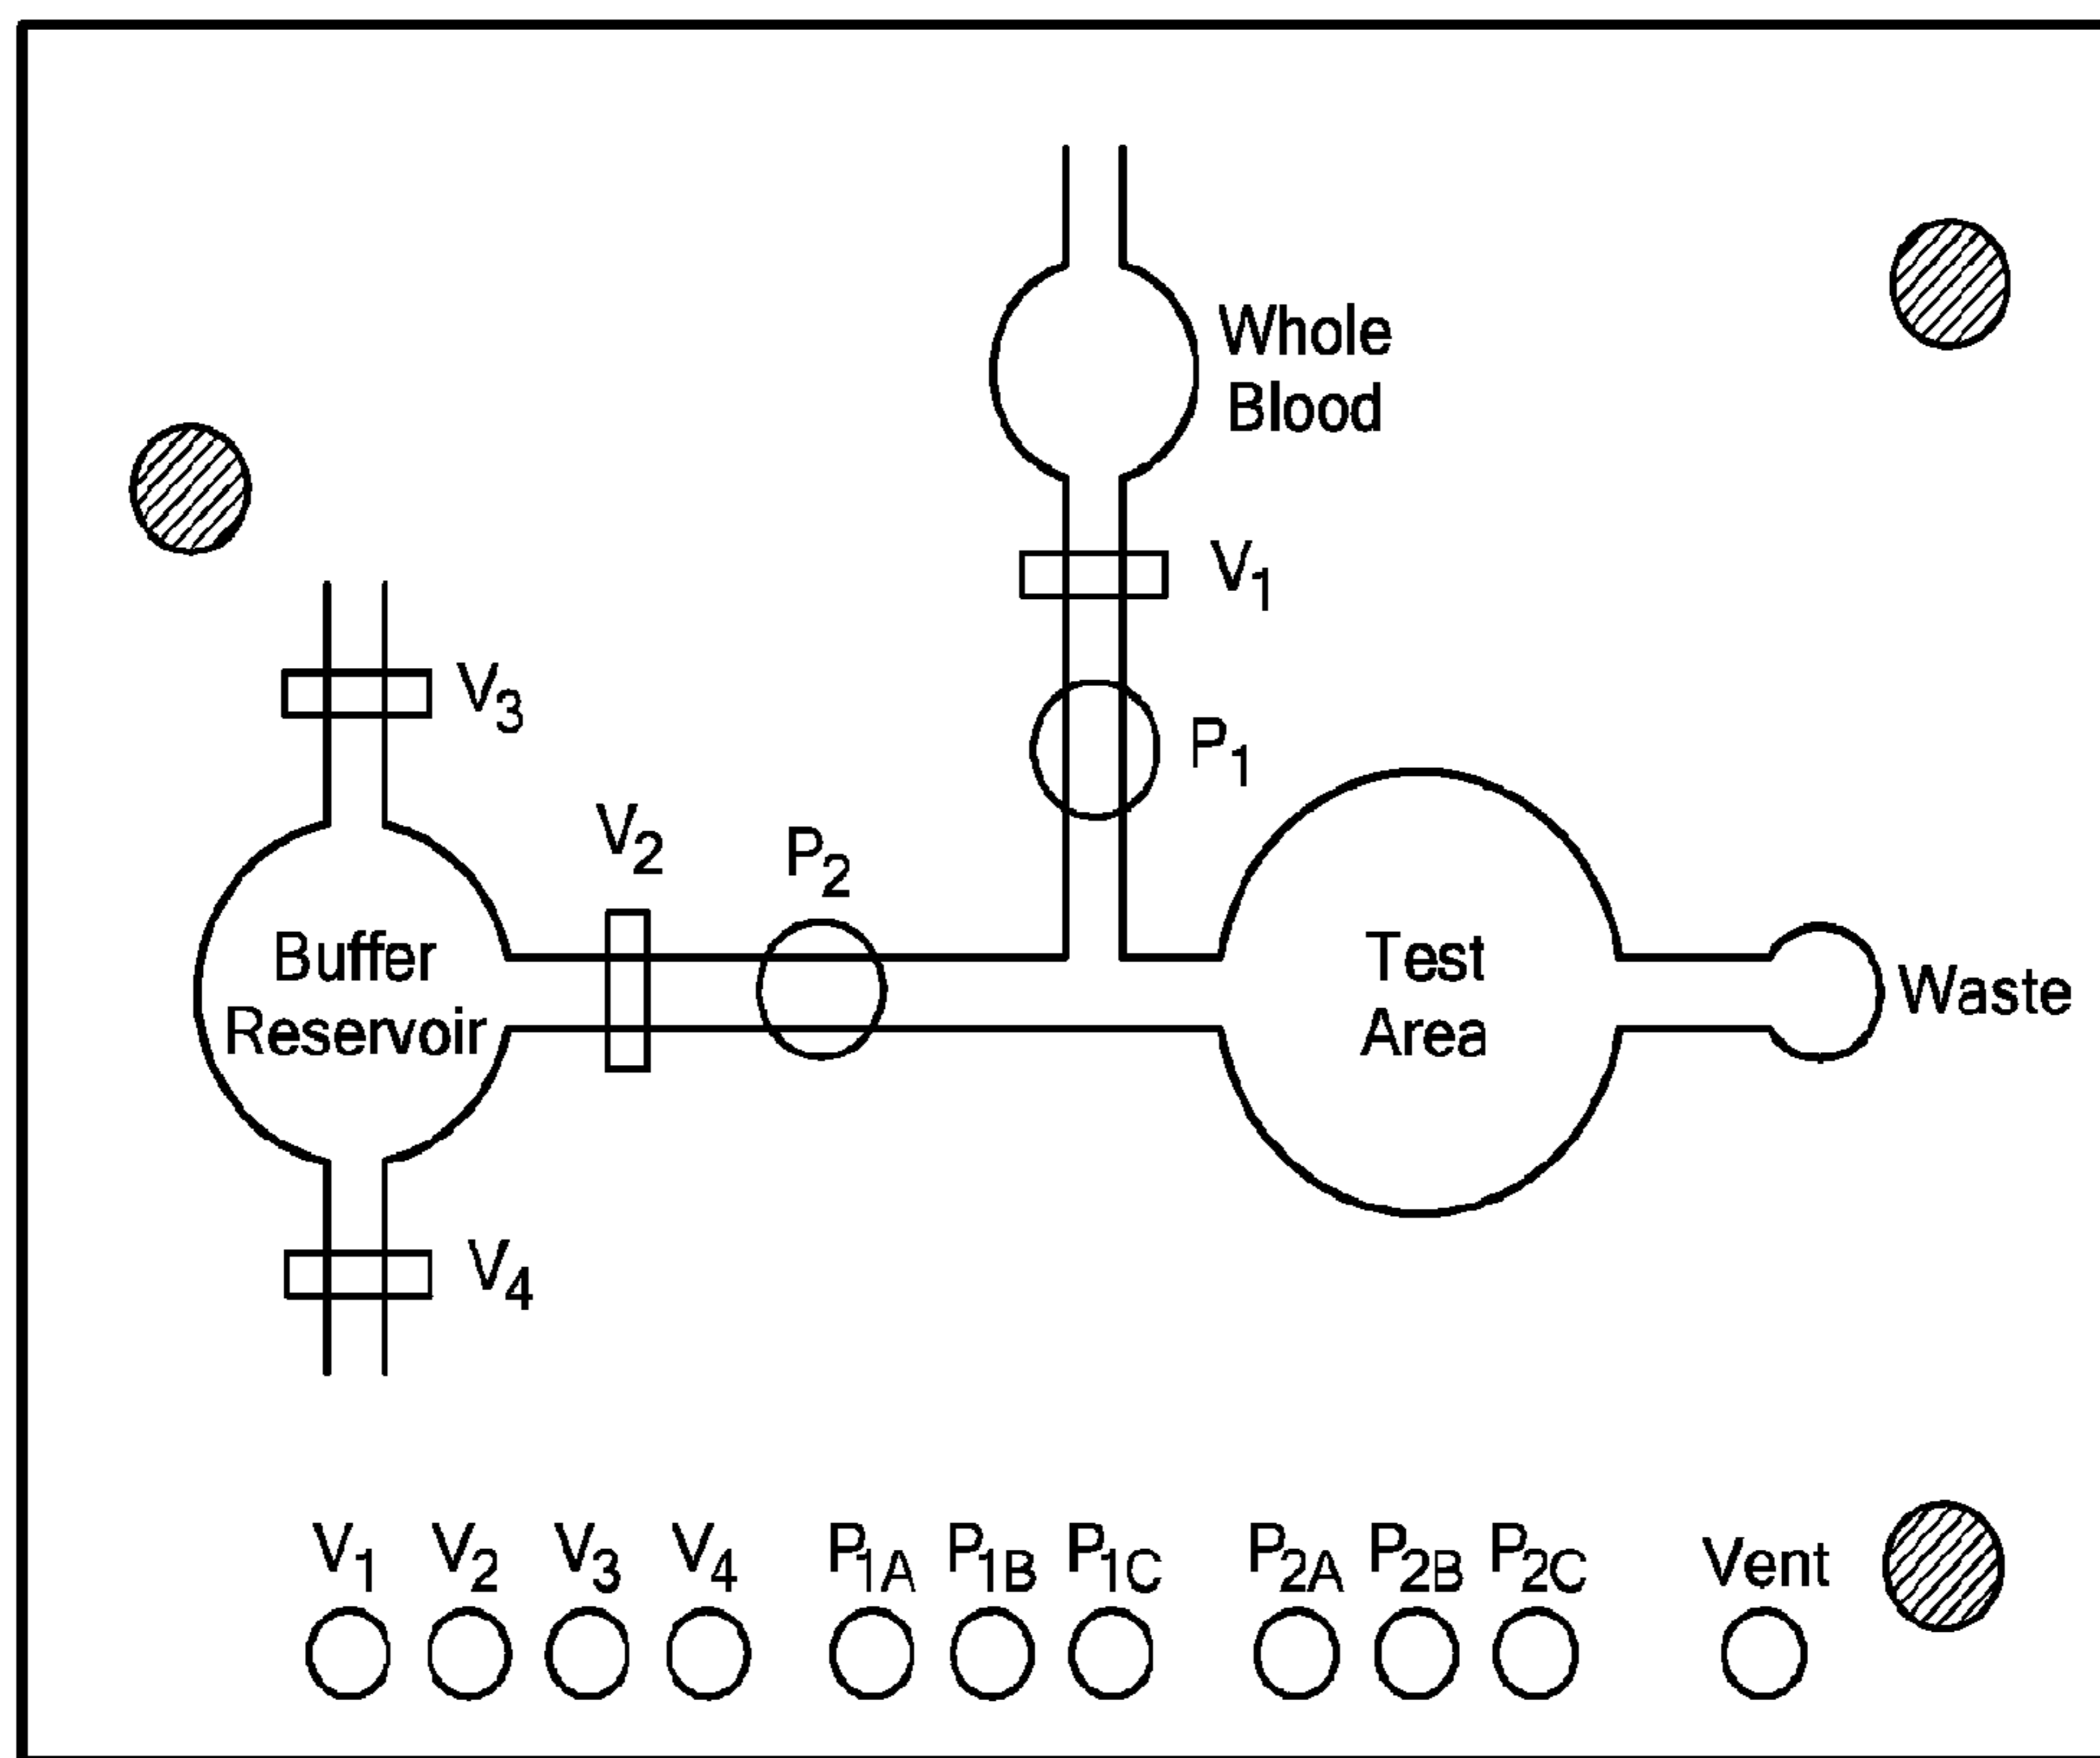 Whole
Blood
V1
V3
P1
V2
P2
Buffer
Reservoir
Test
Area
Waste
V4
V1 V2 V3 V4 P1A P1B P1C P2A P2B P2C Vent